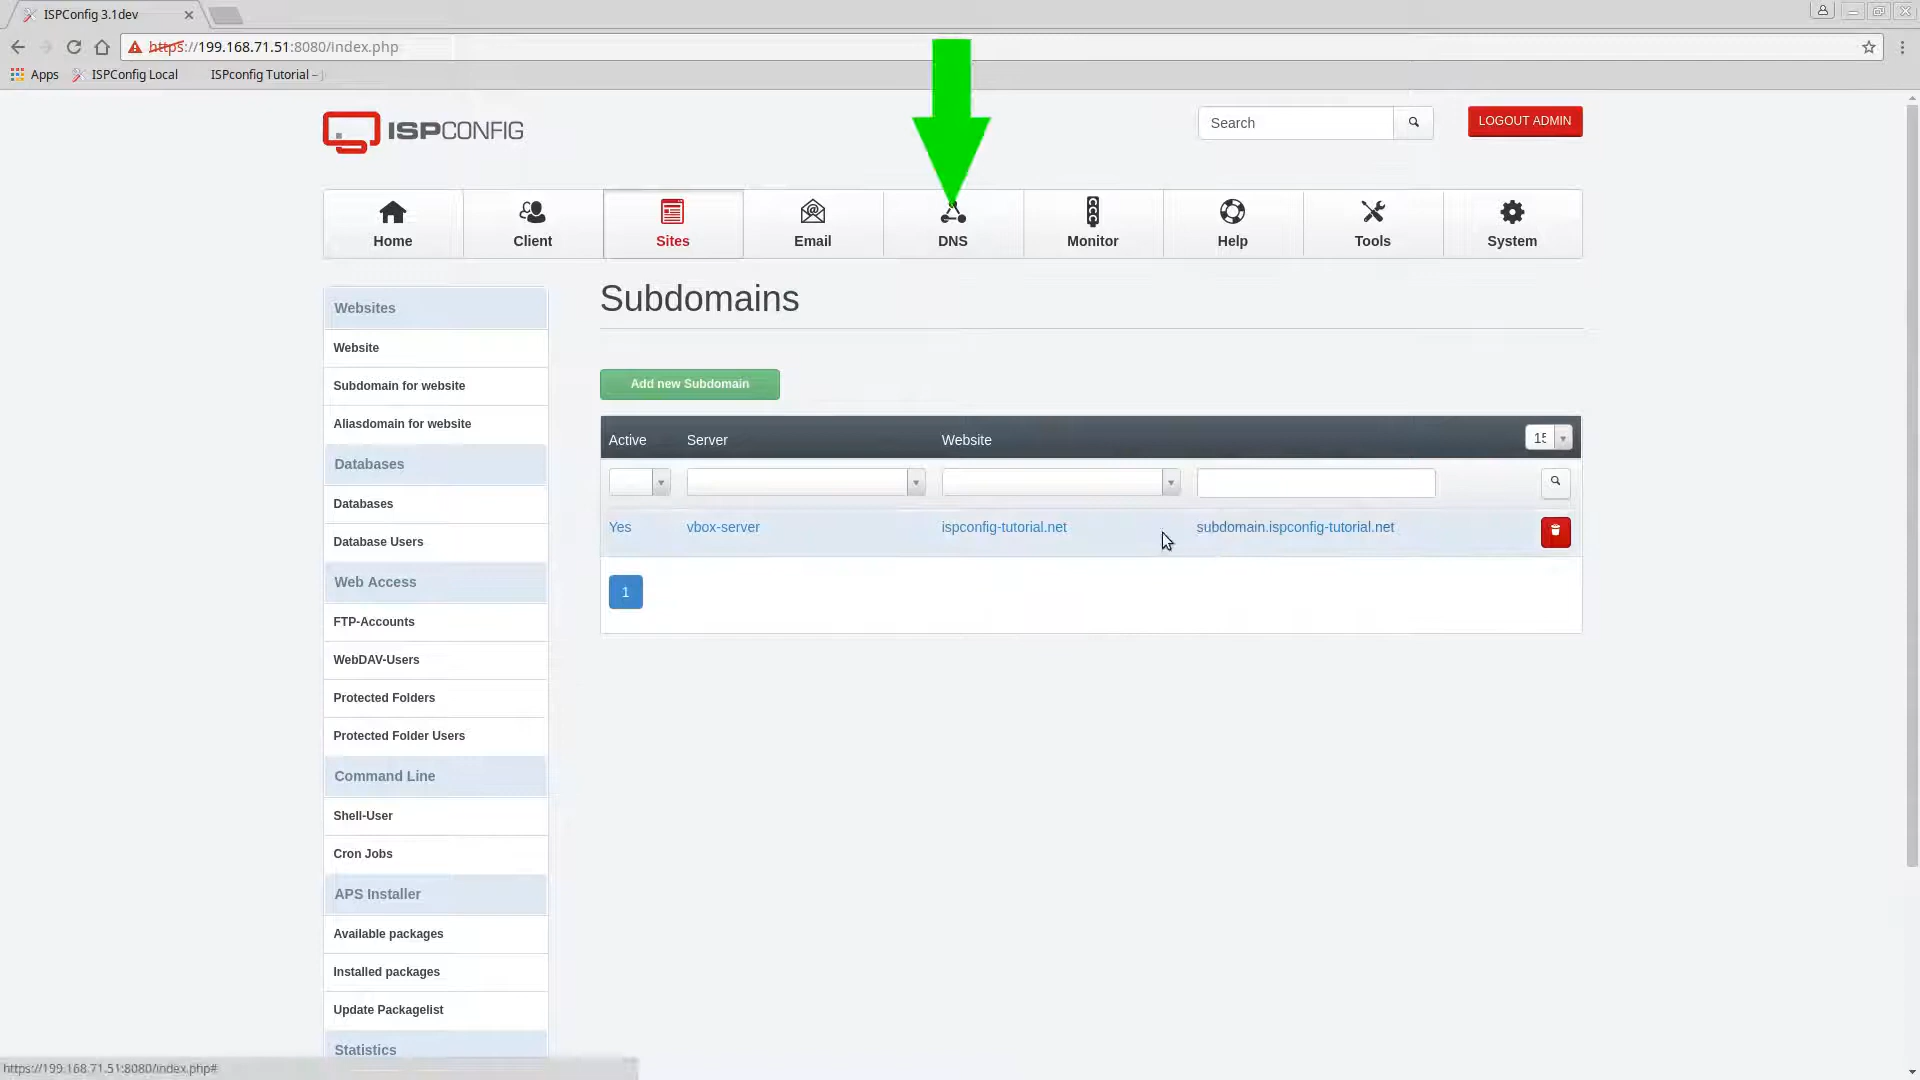 ISPConfig 3.1dev
https://199.168.71.51:8080/index.php
Apps ISPConfig Local ISPconfig Tutorial –
ISPCONFIG
Search
LOGOUT ADMIN
Home Client Sites Email DNS Monitor Help Tools System
Subdomains
Websites
Website
Subdomain for website
Aliasdomain for website
Databases
Databases
Database Users
Web Access
FTP-Accounts
WebDAV-Users
Protected Folders
Protected Folder Users
Command Line
Shell-User
Cron Jobs
APS Installer
Available packages
Installed packages
Update Packagelist
Statistics
Add new Subdomain
Active Server Website 15
Yes vbox-server ispconfig-tutorial.net subdomain.ispconfig-tutorial.net
1
https://199.168.71.51:8080/index.php#